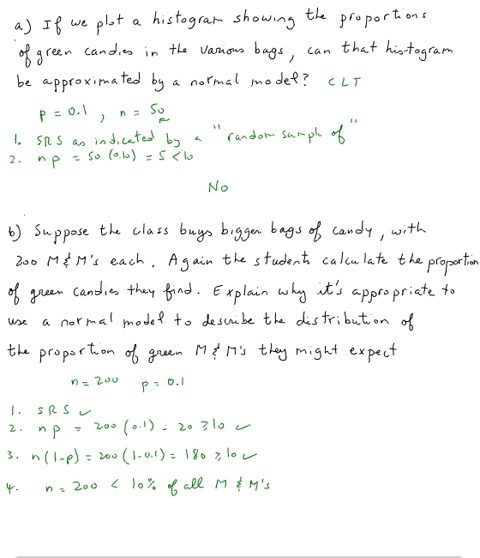 a) If we plot a histogram showing the proportions
of green candies in the various bags, can that histogram
be approximated by a normal model? CLT
p = 0.1 , n = 50
1. SRS as indicated by a "random sample of"
2. np = 50 (0.10) = 5 < 10
No
b) Suppose the class buys bigger bags of candy, with
200 M & M's each. Again the students calculate the proportion
of green candies they find. Explain why it's appropriate to
use a normal model to describe the distribution of
the proportion of green M & M's they might expect
n = 200 p = 0.1
1. SRS ✓
2. np = 200 (0.1) = 20 ≥ 10 ✓
3. n(1-p) = 200 (1-0.1) = 180 ≥ 10 ✓
4. n = 200 < 10% of all M & M's